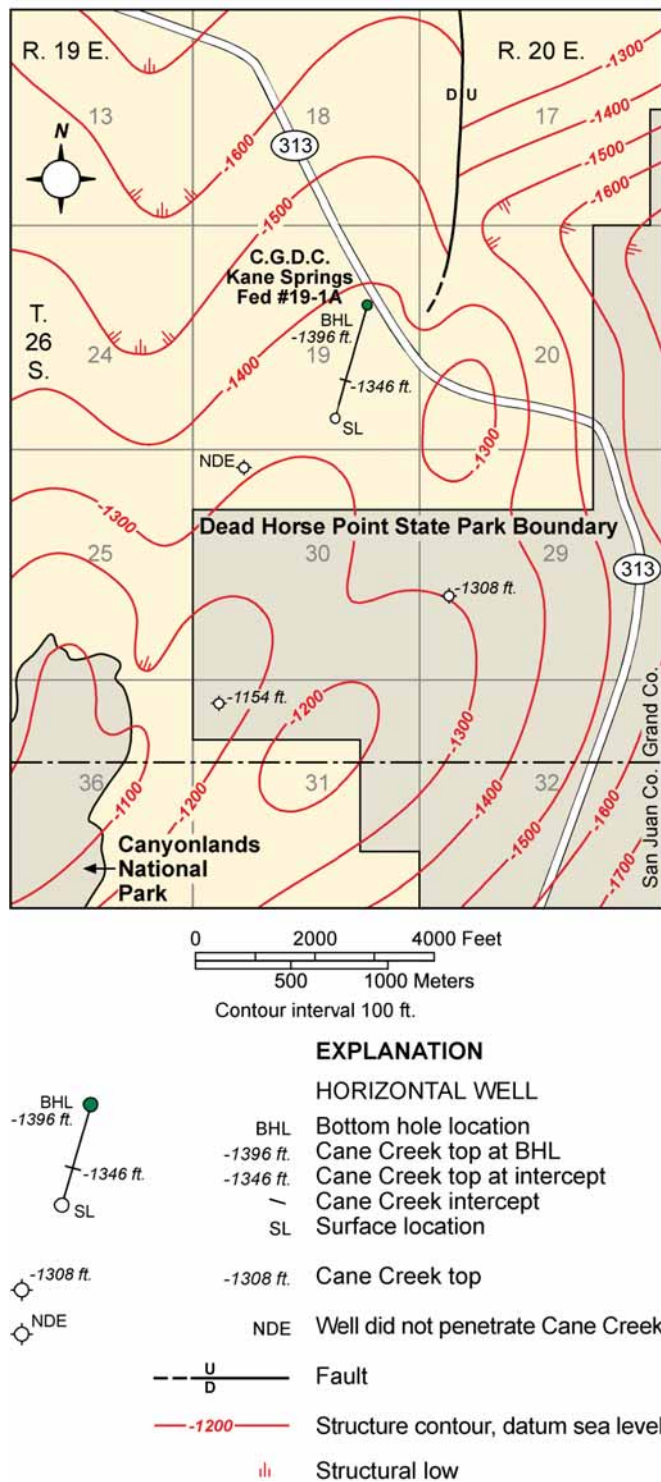 R. 19 E.
R. 20 E.
13
18
17
N
313
D U
-1300
-1400
-1500
-1600
-1600
-1500
C.G.D.C.
Kane Springs
Fed #19-1A
T.
26
S.
24
BHL
-1396 ft.
19
20
-1400
-1346 ft.
SL
-1300
NDE
-1300
Dead Horse Point State Park Boundary
25
30
29
313
-1308 ft.
-1154 ft.
-1200
-1300
36
-1100
-1200
31
32
-1400
-1500
-1600
-1700
San Juan Co.
Grand Co.
Canyonlands
National
Park
0 2000 4000 Feet
500 1000 Meters
Contour interval 100 ft.
EXPLANATION
HORIZONTAL WELL
BHL
-1396 ft.
-1346 ft.
SL
BHL Bottom hole location
-1396 ft. Cane Creek top at BHL
-1346 ft. Cane Creek top at intercept
Cane Creek intercept
SL Surface location
-1308 ft.
-1308 ft. Cane Creek top
NDE
NDE Well did not penetrate Cane Creek
U
D
Fault
-1200 Structure contour, datum sea level
Structural low